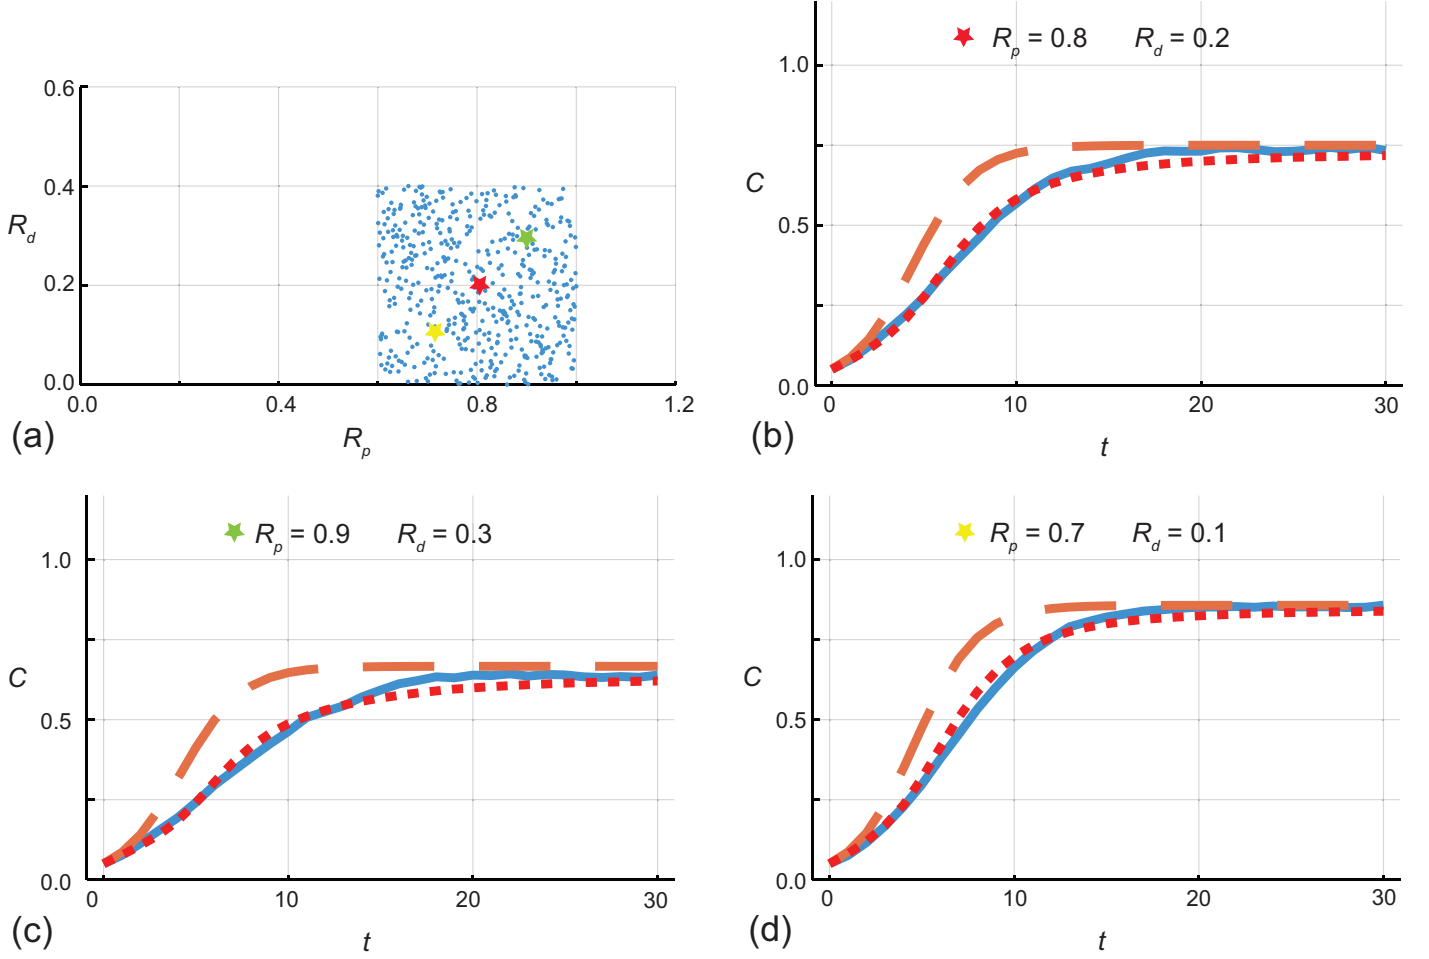 0.6
0.4
R_d
0.2
0.0
0.0 0.4 0.8 1.2
R_p
(a)
R_p = 0.8 R_d = 0.2
1.0
C
0.5
0.0
0 10 20 30
t
(b)
R_p = 0.9 R_d = 0.3
1.0
C
0.5
0.0
0 10 20 30
t
(c)
R_p = 0.7 R_d = 0.1
1.0
C
0.5
0.0
0 10 20 30
t
(d)